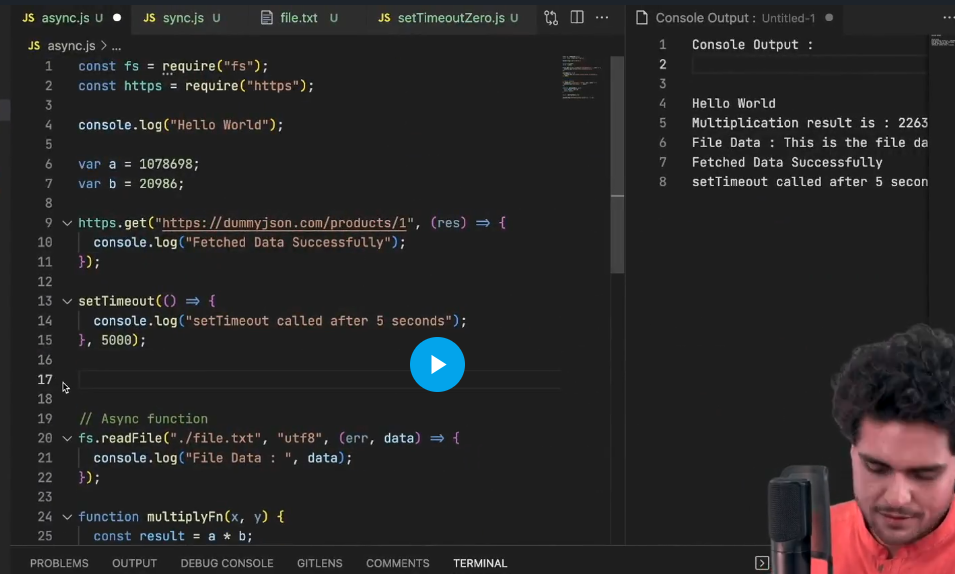 JS async.js U JS sync.js U file.txt U JS setTimeoutZero.js U ... Console Output : Untitled-1 ...
JS async.js > ...
1 const fs = require("fs");
2 const https = require("https");
3
4 console.log("Hello World");
5
6 var a = 1078698;
7 var b = 20986;
8
9 https.get("https://dummyjson.com/products/1", (res) => {
10 console.log("Fetched Data Successfully");
11 });
12
13 setTimeout(() => {
14 console.log("setTimeout called after 5 seconds");
15 }, 5000);
16
17
18
19 // Async function
20 fs.readFile("./file.txt", "utf8", (err, data) => {
21 console.log("File Data : ", data);
22 });
23
24 function multiplyFn(x, y) {
25 const result = a * b;
PROBLEMS OUTPUT DEBUG CONSOLE GITLENS COMMENTS TERMINAL
1 Console Output :
2
3
4 Hello World
5 Multiplication result is : 2263
6 File Data : This is the file da
7 Fetched Data Successfully
8 setTimeout called after 5 secon